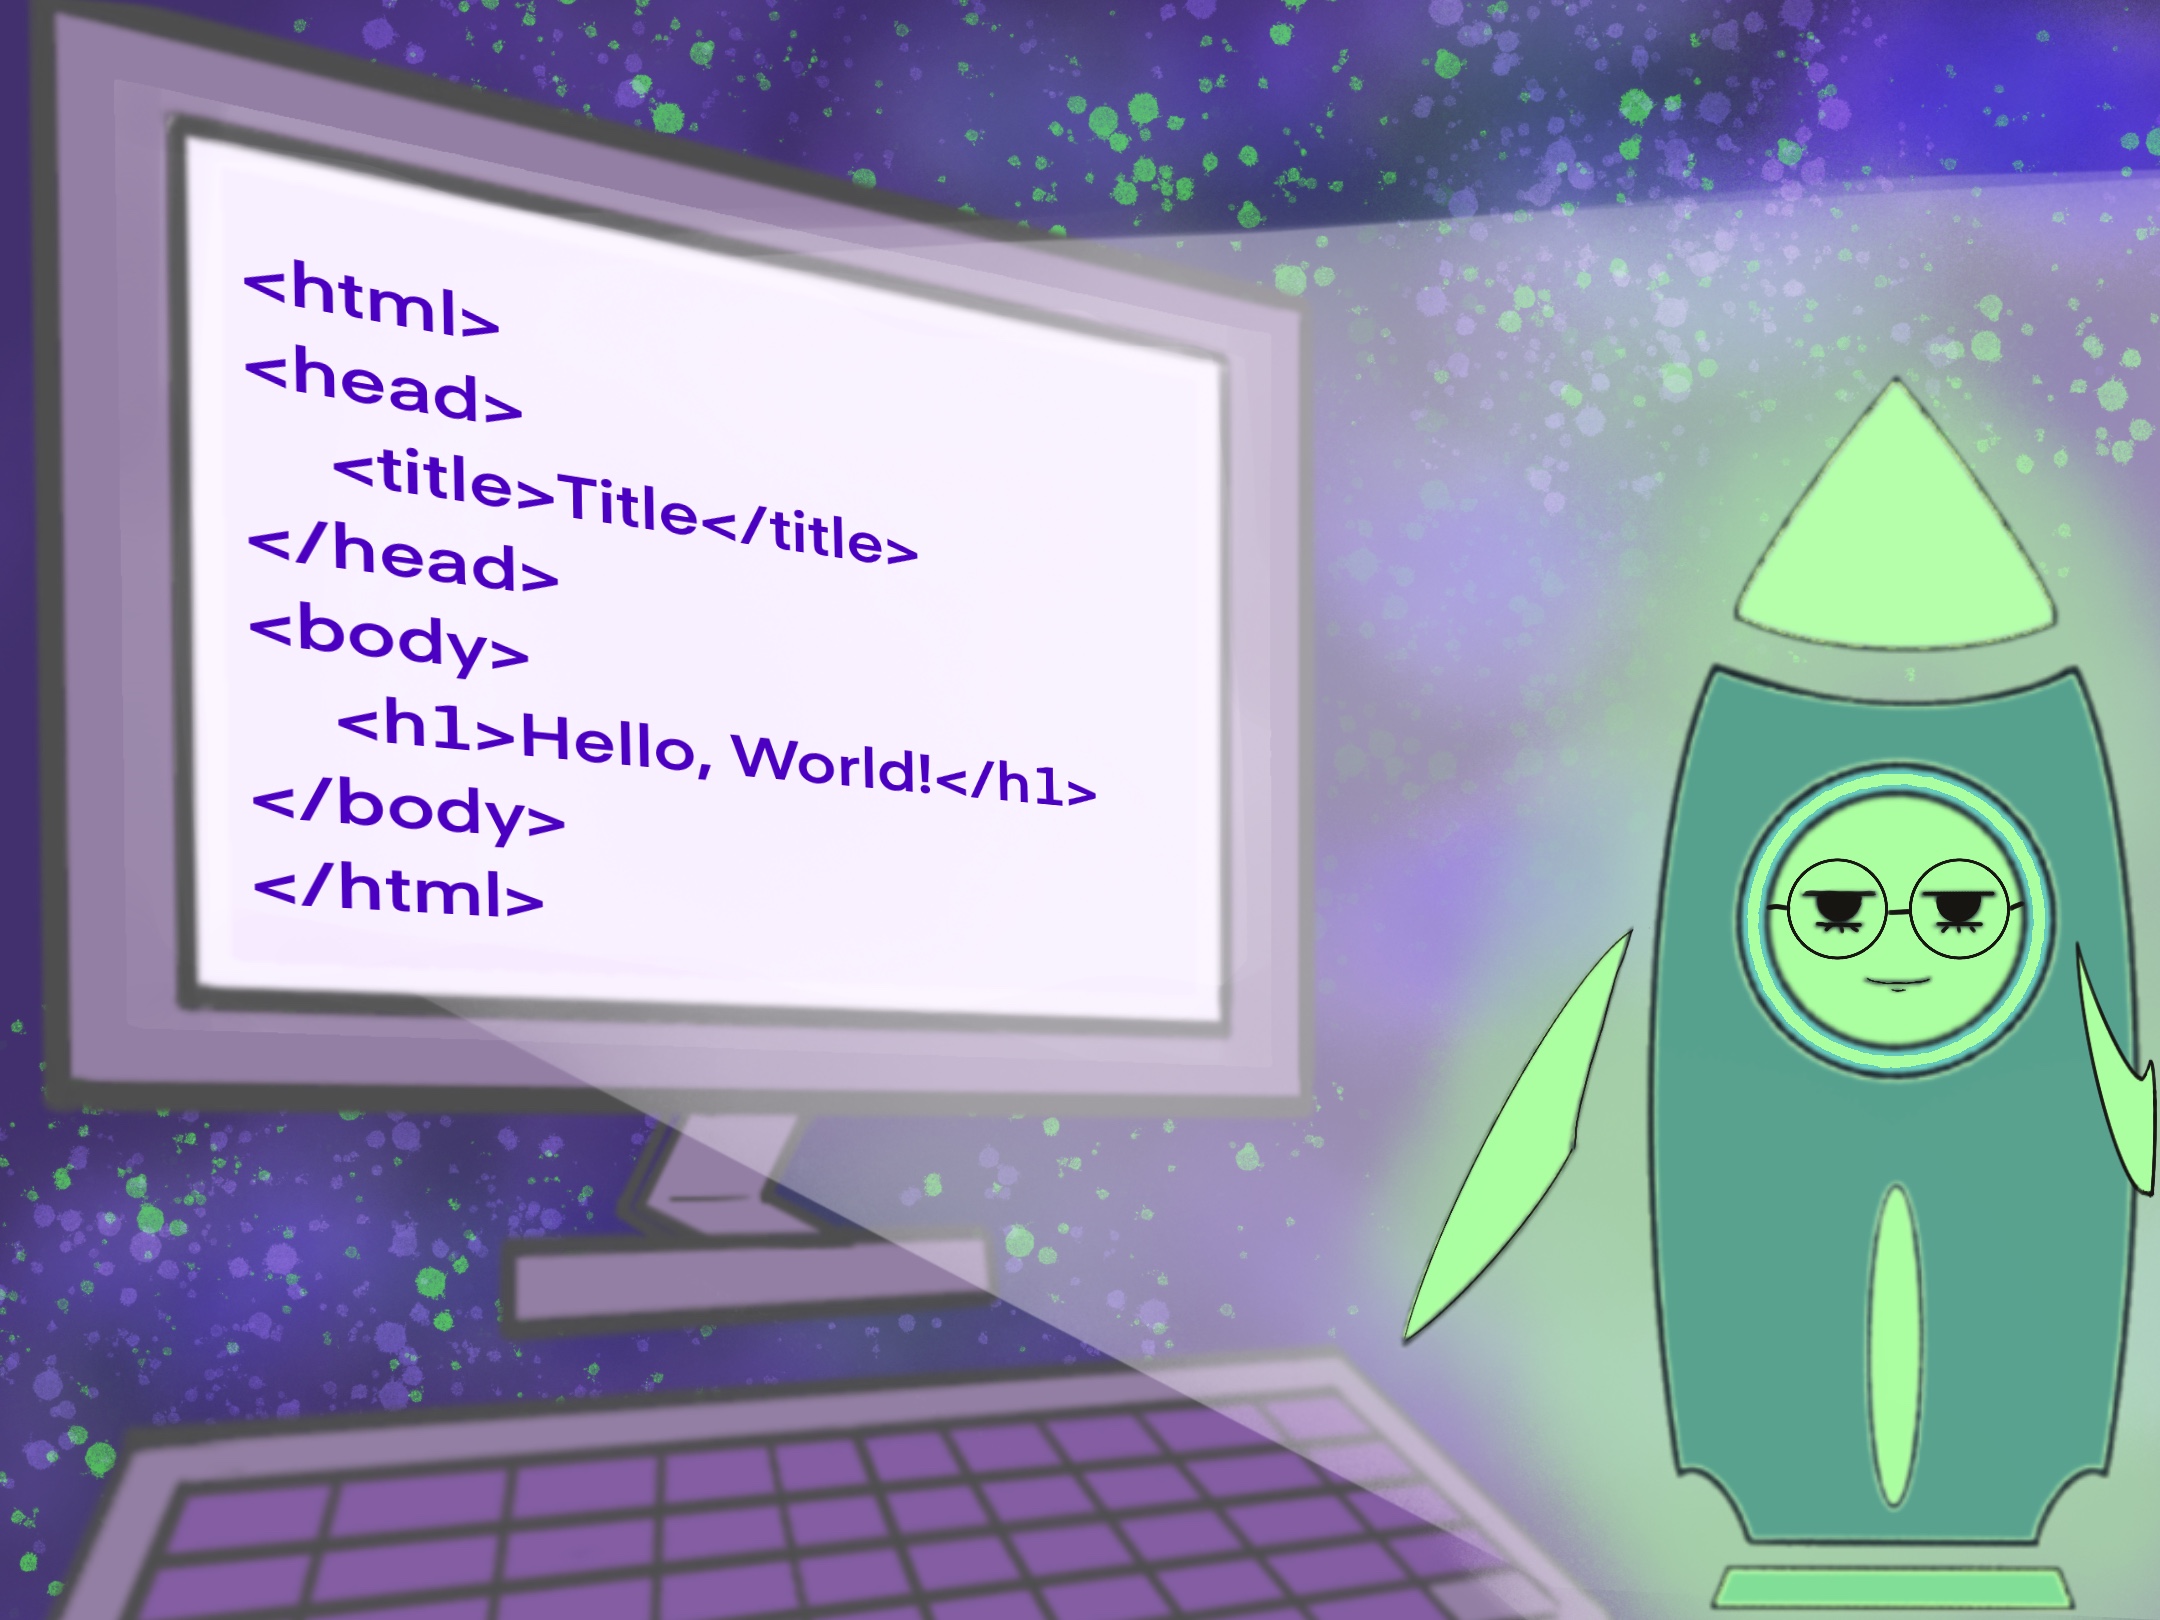 <html>
<head>
<title>Title</title>
</head>
<body>
<h1>Hello, World!</h1>
</body>
</html>